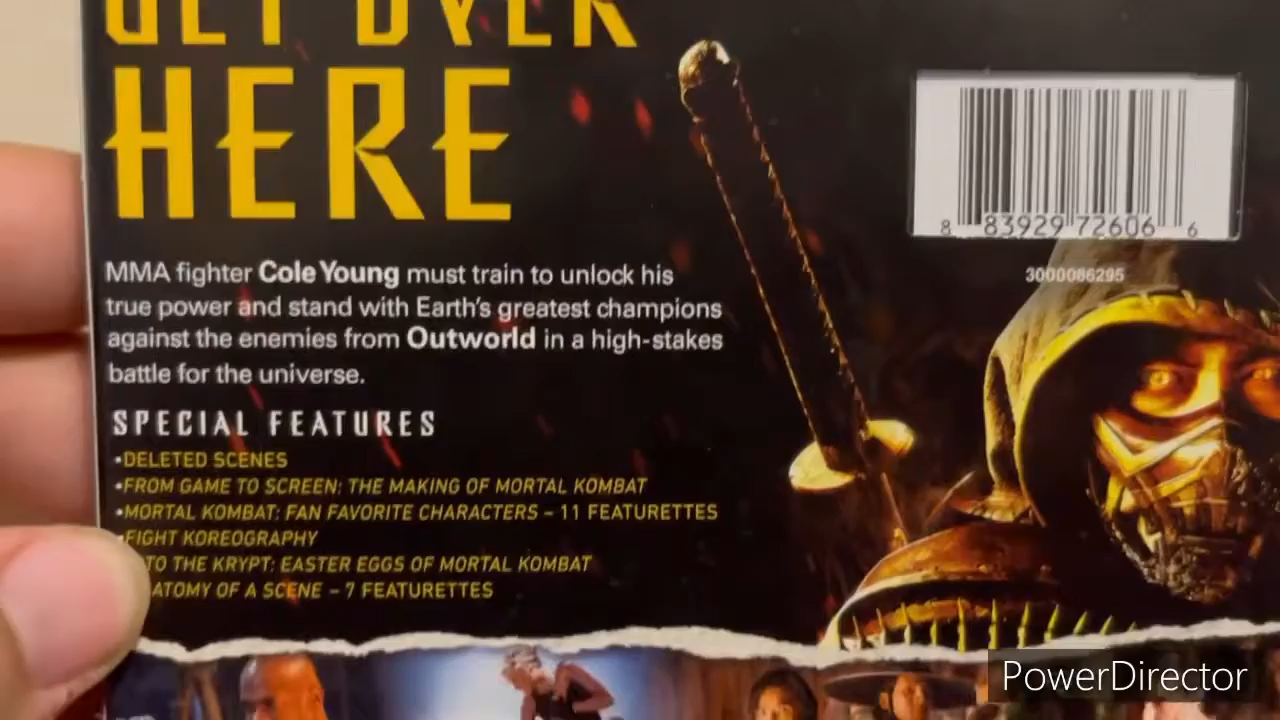 GET OVER
HERE
MMA fighter Cole Young must train to unlock his
true power and stand with Earth's greatest champions
against the enemies from Outworld in a high-stakes
battle for the universe.
SPECIAL FEATURES
•DELETED SCENES
•FROM GAME TO SCREEN: THE MAKING OF MORTAL KOMBAT
•MORTAL KOMBAT: FAN FAVORITE CHARACTERS – 11 FEATURETTES
•FIGHT KOREOGRAPHY
TO THE KRYPT: EASTER EGGS OF MORTAL KOMBAT
ATOMY OF A SCENE – 7 FEATURETTES
8 83929 72606 6
3000086295
PowerDirector